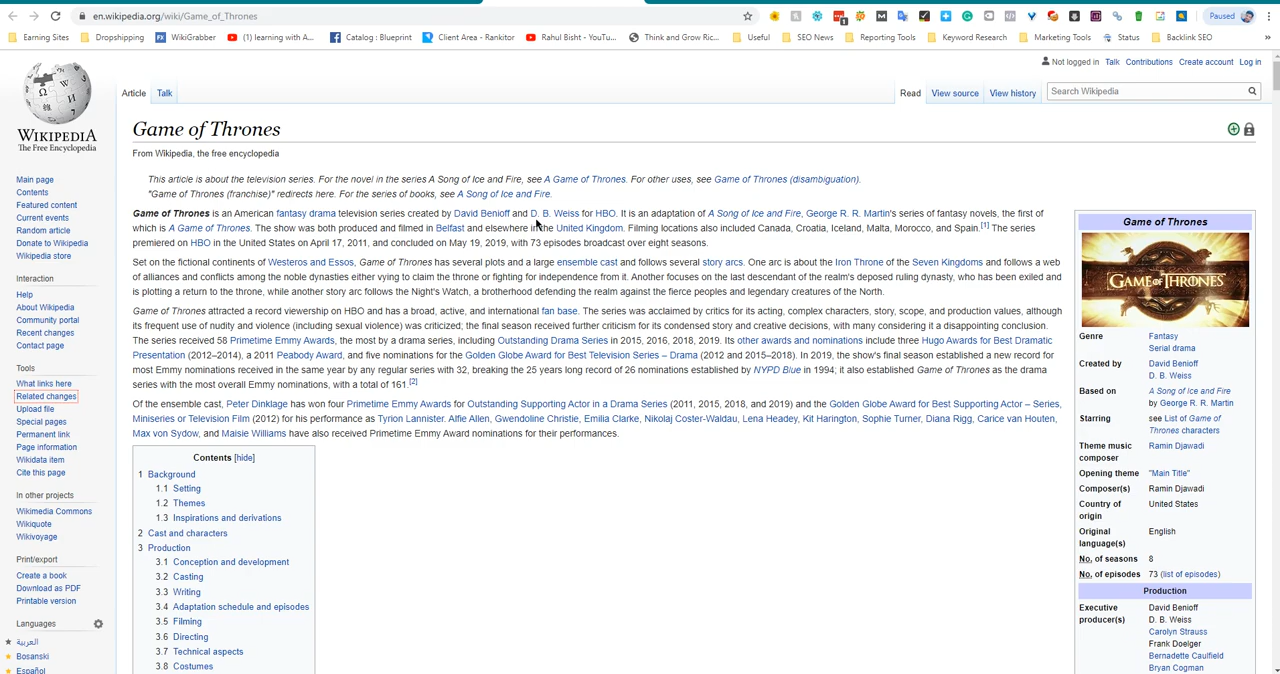 en.wikipedia.org/wiki/Game_of_Thrones
Paused
Earning Sites
Dropshipping
WikiGrabber
(1) learning with A...
Catalog : Blueprint
Client Area - Rankitor
Rahul Bisht - YouTu...
Think and Grow Ric...
Useful
SEO News
Reporting Tools
Keyword Research
Marketing Tools
Status
Backlink SEO
»
Not logged in Talk Contributions Create account Log in
Article Talk
Read View source View history Search Wikipedia
WIKIPEDIA
The Free Encyclopedia
Main page
Contents
Featured content
Current events
Random article
Donate to Wikipedia
Wikipedia store
Interaction
Help
About Wikipedia
Community portal
Recent changes
Contact page
Tools
What links here
Related changes
Upload file
Special pages
Permanent link
Page information
Wikidata item
Cite this page
In other projects
Wikimedia Commons
Wikiquote
Wikivoyage
Print/export
Create a book
Download as PDF
Printable version
Languages
العربية
Bosanski
Español
Game of Thrones
From Wikipedia, the free encyclopedia
This article is about the television series. For the novel in the series A Song of Ice and Fire, see A Game of Thrones. For other uses, see Game of Thrones (disambiguation).
"Game of Thrones (franchise)" redirects here. For the series of books, see A Song of Ice and Fire.
Game of Thrones is an American fantasy drama television series created by David Benioff and D. B. Weiss for HBO. It is an adaptation of A Song of Ice and Fire, George R. R. Martin's series of fantasy novels, the first of
which is A Game of Thrones. The show was both produced and filmed in Belfast and elsewhere in the United Kingdom. Filming locations also included Canada, Croatia, Iceland, Malta, Morocco, and Spain.[1] The series
premiered on HBO in the United States on April 17, 2011, and concluded on May 19, 2019, with 73 episodes broadcast over eight seasons.
Set on the fictional continents of Westeros and Essos, Game of Thrones has several plots and a large ensemble cast and follows several story arcs. One arc is about the Iron Throne of the Seven Kingdoms and follows a web
of alliances and conflicts among the noble dynasties either vying to claim the throne or fighting for independence from it. Another focuses on the last descendant of the realm's deposed ruling dynasty, who has been exiled and
is plotting a return to the throne, while another story arc follows the Night's Watch, a brotherhood defending the realm against the fierce peoples and legendary creatures of the North.
Game of Thrones attracted a record viewership on HBO and has a broad, active, and international fan base. The series was acclaimed by critics for its acting, complex characters, story, scope, and production values, although
its frequent use of nudity and violence (including sexual violence) was criticized; the final season received further criticism for its condensed story and creative decisions, with many considering it a disappointing conclusion.
The series received 58 Primetime Emmy Awards, the most by a drama series, including Outstanding Drama Series in 2015, 2016, 2018, 2019. Its other awards and nominations include three Hugo Awards for Best Dramatic
Presentation (2012–2014), a 2011 Peabody Award, and five nominations for the Golden Globe Award for Best Television Series – Drama (2012 and 2015–2018). In 2019, the show's final season established a new record for
most Emmy nominations received in the same year by any regular series with 32, breaking the 25 years long record of 26 nominations established by NYPD Blue in 1994; it also established Game of Thrones as the drama
series with the most overall Emmy nominations, with a total of 161.[2]
Of the ensemble cast, Peter Dinklage has won four Primetime Emmy Awards for Outstanding Supporting Actor in a Drama Series (2011, 2015, 2018, and 2019) and the Golden Globe Award for Best Supporting Actor – Series,
Miniseries or Television Film (2012) for his performance as Tyrion Lannister. Alfie Allen, Gwendoline Christie, Emilia Clarke, Nikolaj Coster-Waldau, Lena Headey, Kit Harington, Sophie Turner, Diana Rigg, Carice van Houten,
Max von Sydow, and Maisie Williams have also received Primetime Emmy Award nominations for their performances.
Contents [hide]
1 Background
1.1 Setting
1.2 Themes
1.3 Inspirations and derivations
2 Cast and characters
3 Production
3.1 Conception and development
3.2 Casting
3.3 Writing
3.4 Adaptation schedule and episodes
3.5 Filming
3.6 Directing
3.7 Technical aspects
3.8 Costumes
Game of Thrones
GAME OF THRONES
Genre Fantasy
Serial drama
Created by David Benioff
D. B. Weiss
Based on A Song of Ice and Fire
by George R. R. Martin
Starring see List of Game of
Thrones characters
Theme music composer Ramin Djawadi
Opening theme "Main Title"
Composer(s) Ramin Djawadi
Country of origin United States
Original language(s) English
No. of seasons 8
No. of episodes 73 (list of episodes)
Production
Executive producer(s) David Benioff
D. B. Weiss
Carolyn Strauss
Frank Doelger
Bernadette Caulfield
Bryan Cogman